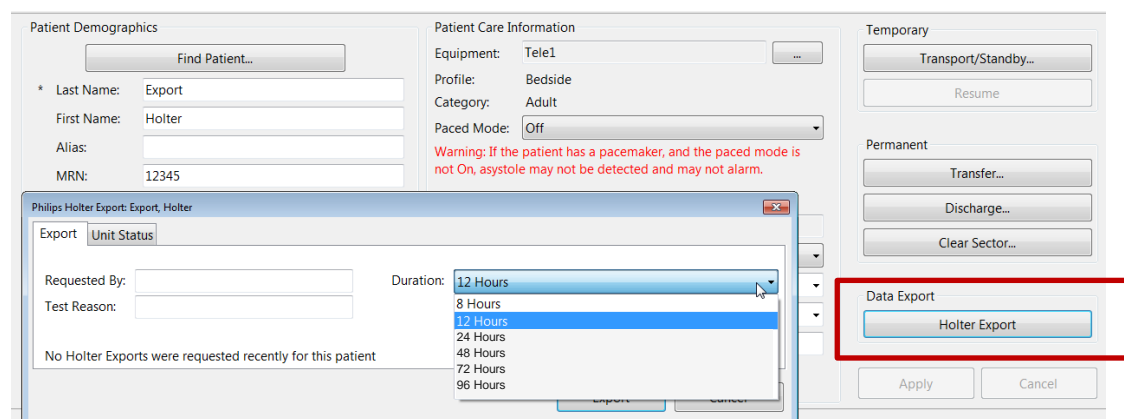 Patient Demographics
Find Patient...
* Last Name: Export
First Name: Holter
Alias:
MRN: 12345
Patient Care Information
Equipment: Tele1 ...
Profile: Bedside
Category: Adult
Paced Mode: Off
Warning: If the patient has a pacemaker, and the paced mode is
not On, asystole may not be detected and may not alarm.
Temporary
Transport/Standby...
Resume
Permanent
Transfer...
Discharge...
Clear Sector...
Data Export
Holter Export
Apply Cancel
Philips Holter Export: Export, Holter
Export Unit Status
Requested By: Duration: 12 Hours
Test Reason:
8 Hours
12 Hours
24 Hours
48 Hours
72 Hours
96 Hours
No Holter Exports were requested recently for this patient
Export Cancel